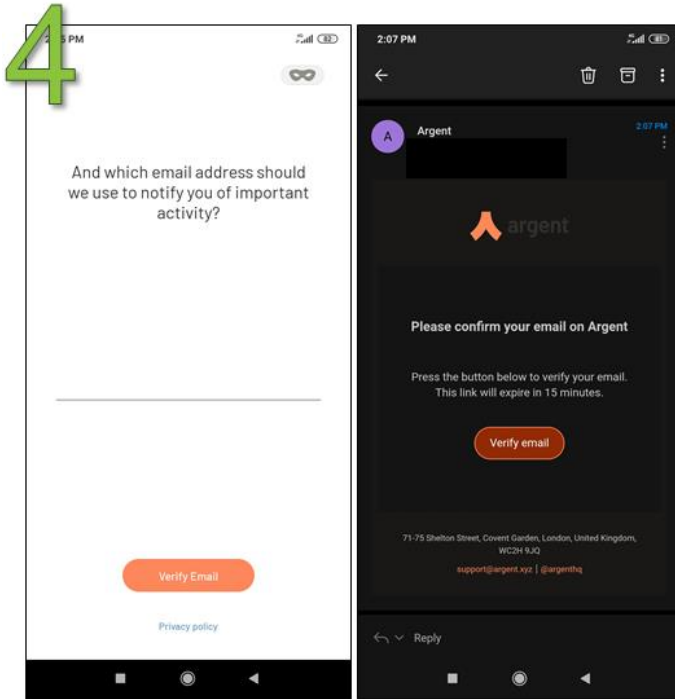 4
PM
82
And which email address should
we use to notify you of important
activity?
Verify Email
Privacy policy
2:07 PM
81
A
Argent
2:07 PM
argent
Please confirm your email on Argent
Press the button below to verify your email.
This link will expire in 15 minutes.
Verify email
71-75 Shelton Street, Covent Garden, London, United Kingdom,
WC2H 9JQ
support@argent.xyz | @argenthq
Reply